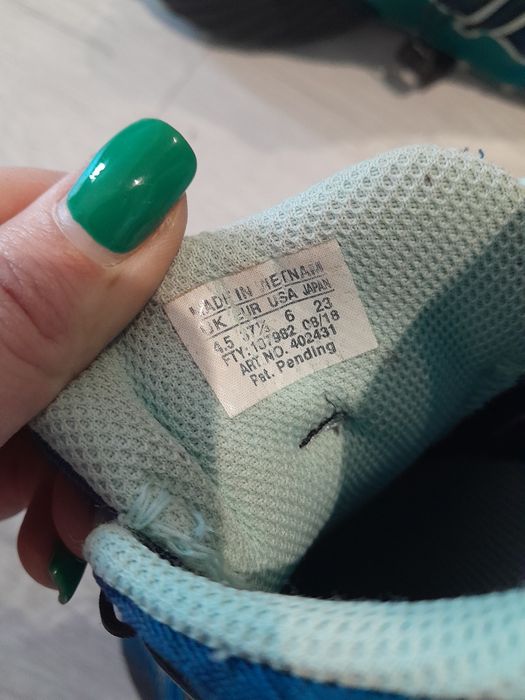 MADE IN VIETNAM
UK EUR USA JAPAN
4.5 37⅓ 6 23
FTY: 137982 08/18
ART NO. 402431
Pat. Pending